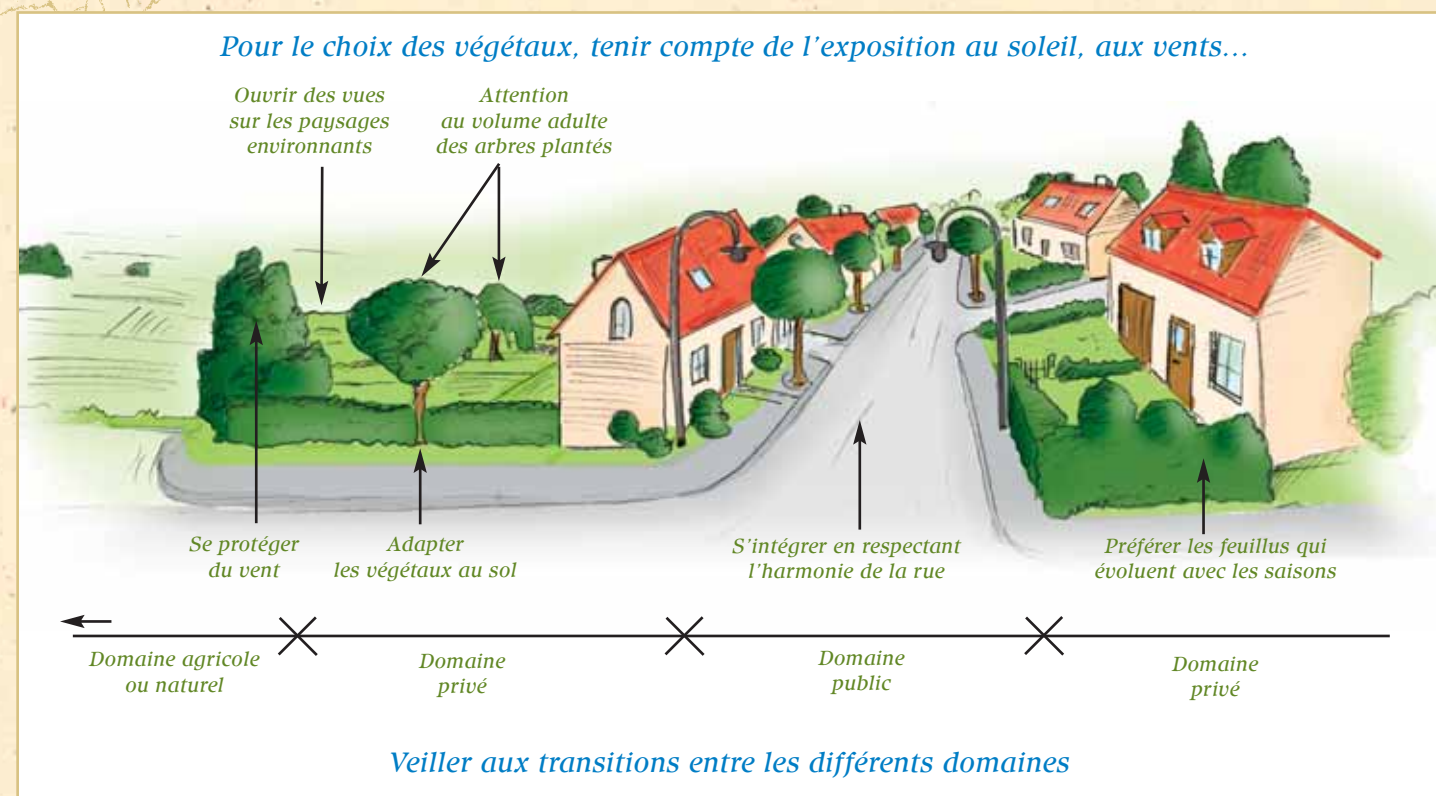 Pour le choix des végétaux, tenir compte de l'exposition au soleil, aux vents...
Ouvrir des vues
sur les paysages
environnants
Attention
au volume adulte
des arbres plantés
Se protéger
du vent
Adapter
les végétaux au sol
S'intégrer en respectant
l'harmonie de la rue
Préférer les feuillus qui
évoluent avec les saisons
Domaine agricole
ou naturel
Domaine
privé
Domaine
public
Domaine
privé
Veiller aux transitions entre les différents domaines